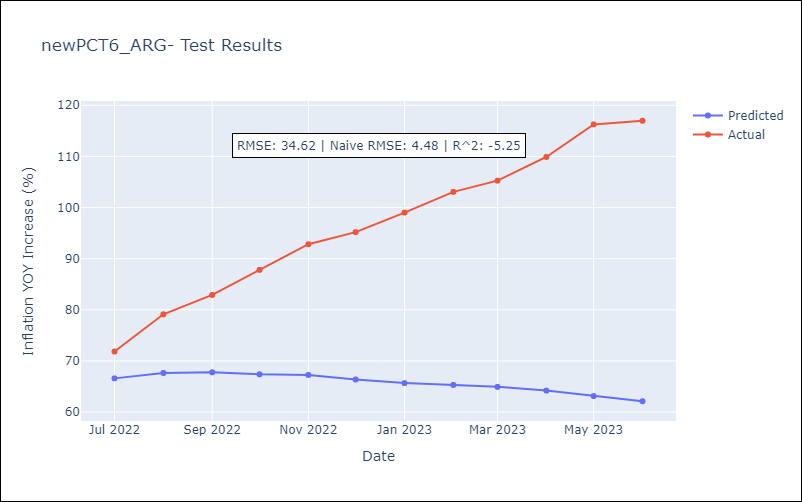 newPCT6_ARG- Test Results
120
110
100
90
80
70
60
Inflation YOY Increase (%)
RMSE: 34.62 | Naive RMSE: 4.48 | R^2: -5.25
Predicted
Actual
Jul 2022
Sep 2022
Nov 2022
Jan 2023
Mar 2023
May 2023
Date